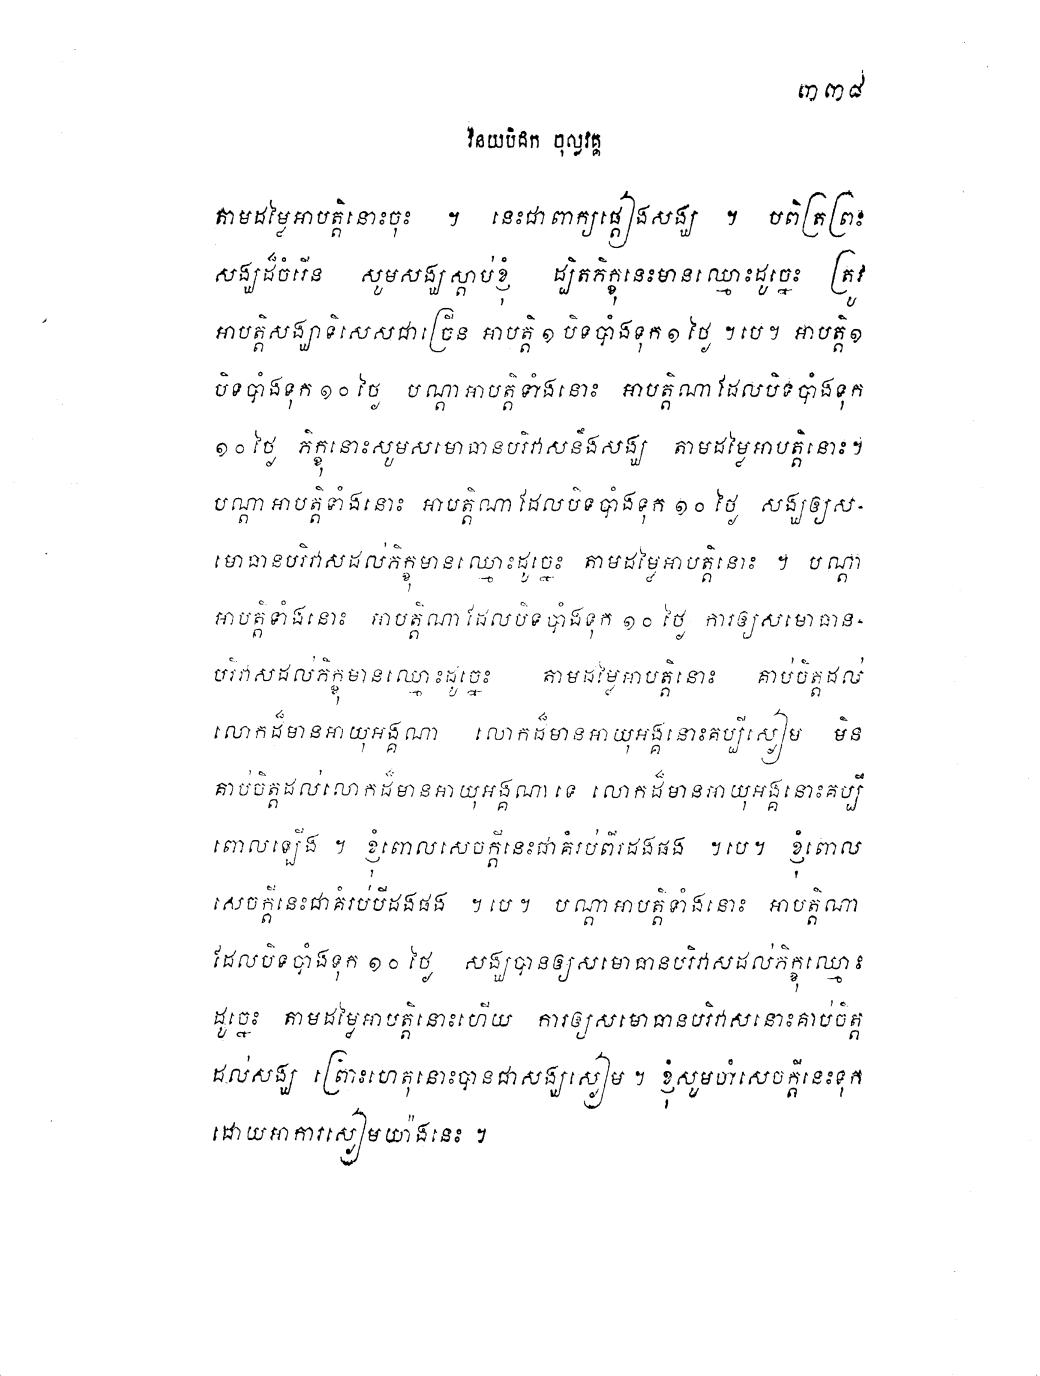 ៣៣៨
វិនយបិដក ចុល្លវគ្គ
តាមដម្លៃអាបត្តិនោះចុះ ។ នេះជាពាក្យផ្តៀងសង្ឃ ។ បពិត្រព្រះ
សង្ឃដ៏ចំរើន សូមសង្ឃស្តាប់ខ្ញុំ ដ្បិតភិក្ខុនេះមានឈ្មោះដូច្នេះ ត្រូវ
អាបត្តិសង្ឃាទិសេសជាច្រើន អាបត្តិ១ បិទបាំងទុក១ថ្ងៃ ។បេ។ អាបត្តិ១
បិទបាំងទុក ១០ថ្ងៃ បណ្តាអាបត្តិទាំងនោះ អាបត្តិណាដែលបិទបាំងទុក
១០ថ្ងៃ ភិក្ខុនោះសូមសមោធានបរិវាសនឹងសង្ឃ តាមដម្លៃអាបត្តិនោះ។
បណ្តាអាបត្តិទាំងនោះ អាបត្តិណាដែលបិទបាំងទុក ១០ថ្ងៃ សង្ឃឲ្យស-
មោធានបរិវាសដល់ភិក្ខុមានឈ្មោះដូច្នេះ តាមដម្លៃអាបត្តិនោះ ។ បណ្តា
អាបត្តិទាំងនោះ អាបត្តិណាដែលបិទបាំងទុក ១០ថ្ងៃ ការឲ្យសមោធាន-
បរិវាសដល់ភិក្ខុមានឈ្មោះដូច្នេះ តាមដម្លៃអាបត្តិនោះ គាប់ចិត្តដល់
លោកដ៏មានអាយុអង្គណា លោកដ៏មានអាយុអង្គនោះគប្បីស្ងៀម មិន
គាប់ចិត្តដល់លោកដ៏មានអាយុអង្គណាទេ លោកដ៏មានអាយុអង្គនោះគប្បី
ពោលឡើង ។ ខ្ញុំពោលសេចក្តីនេះជាគំរប់ពីរដងផង ។បេ។ ខ្ញុំពោល
សេចក្តីនេះជាគំរប់បីដងផង ។បេ។ បណ្តាអាបត្តិទាំងនោះ អាបត្តិណា
ដែលបិទបាំងទុក ១០ថ្ងៃ សង្ឃបានឲ្យសមោធានបរិវាសដល់ភិក្ខុឈ្មោះ
ដូច្នេះ តាមដម្លៃអាបត្តិនោះហើយ ការឲ្យសមោធានបរិវាសនោះគាប់ចិត្ត
ដល់សង្ឃ ព្រោះហេតុនោះបានជាសង្ឃស្ងៀម ។ ខ្ញុំសូមចាំសេចក្តីនេះទុក
ដោយអាការស្ងៀមយ៉ាងនេះ ។